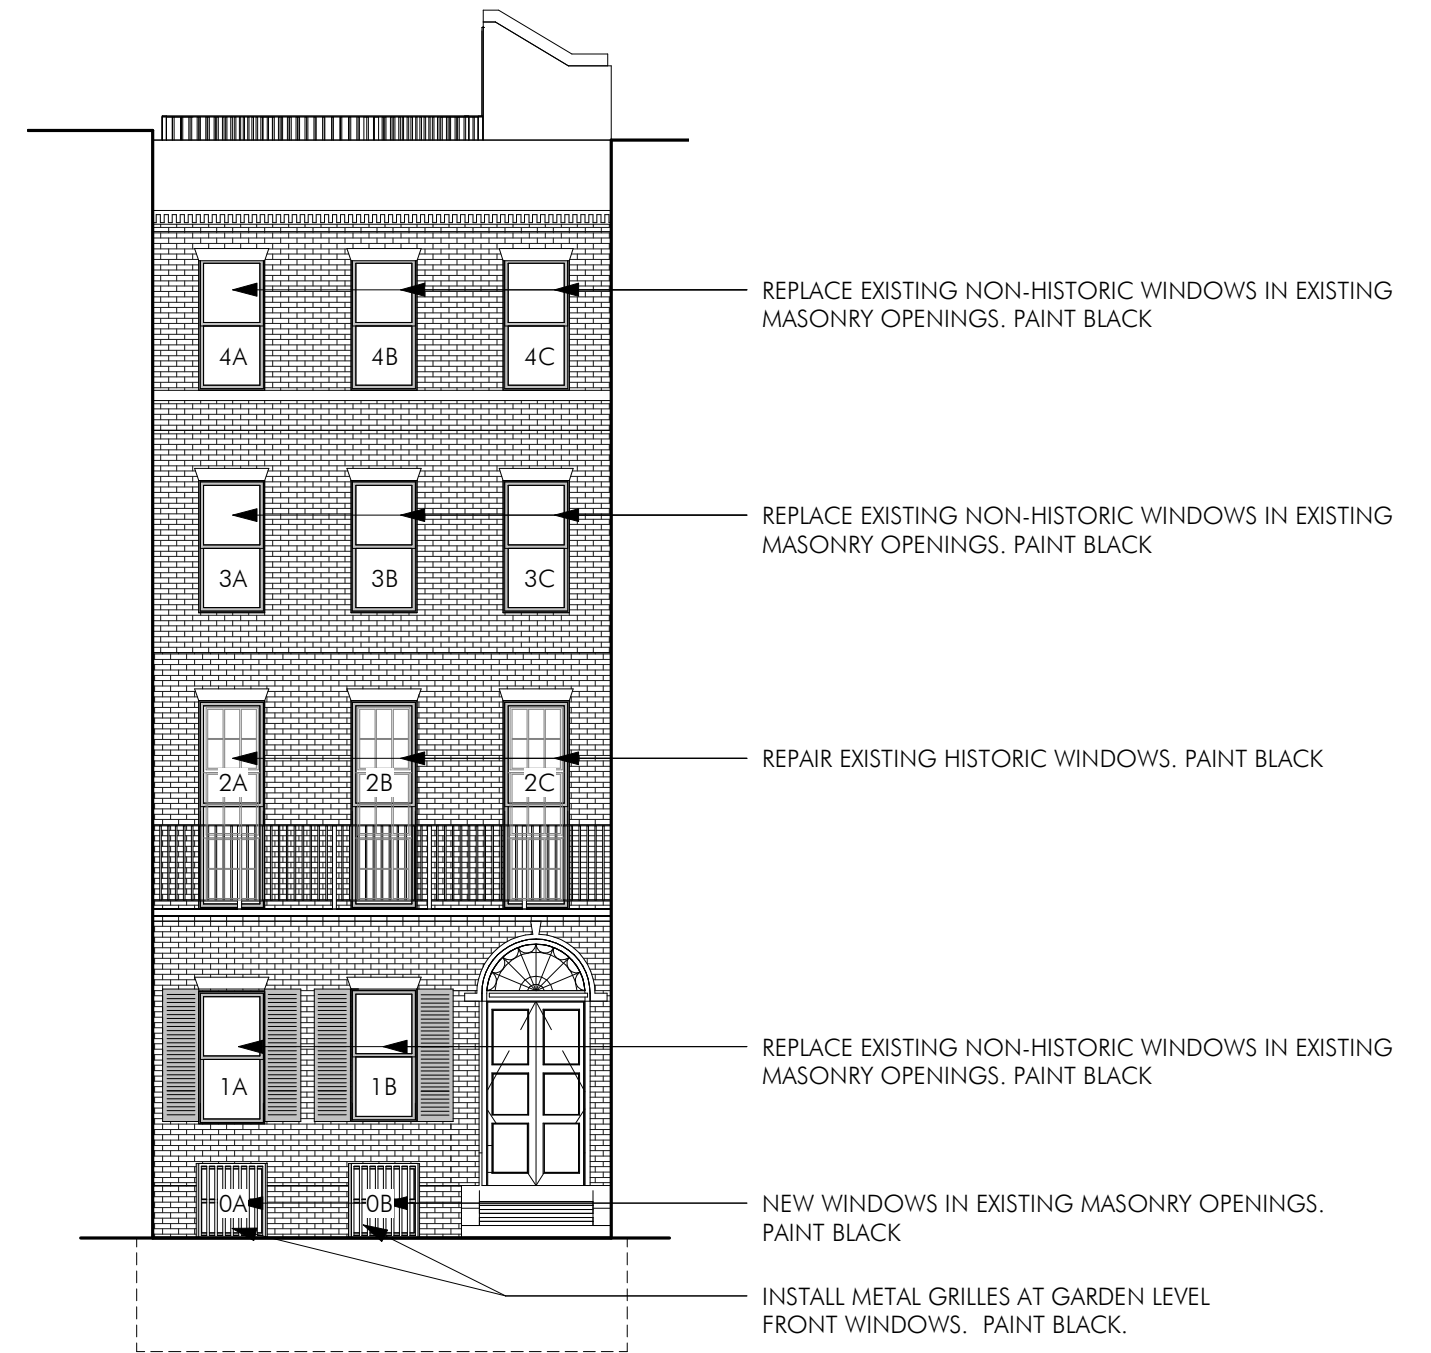 4A 4B 4C
REPLACE EXISTING NON-HISTORIC WINDOWS IN EXISTING
MASONRY OPENINGS. PAINT BLACK
3A 3B 3C
REPLACE EXISTING NON-HISTORIC WINDOWS IN EXISTING
MASONRY OPENINGS. PAINT BLACK
2A 2B 2C
REPAIR EXISTING HISTORIC WINDOWS. PAINT BLACK
1A 1B
REPLACE EXISTING NON-HISTORIC WINDOWS IN EXISTING
MASONRY OPENINGS. PAINT BLACK
0A 0B
NEW WINDOWS IN EXISTING MASONRY OPENINGS.
PAINT BLACK
INSTALL METAL GRILLES AT GARDEN LEVEL
FRONT WINDOWS. PAINT BLACK.